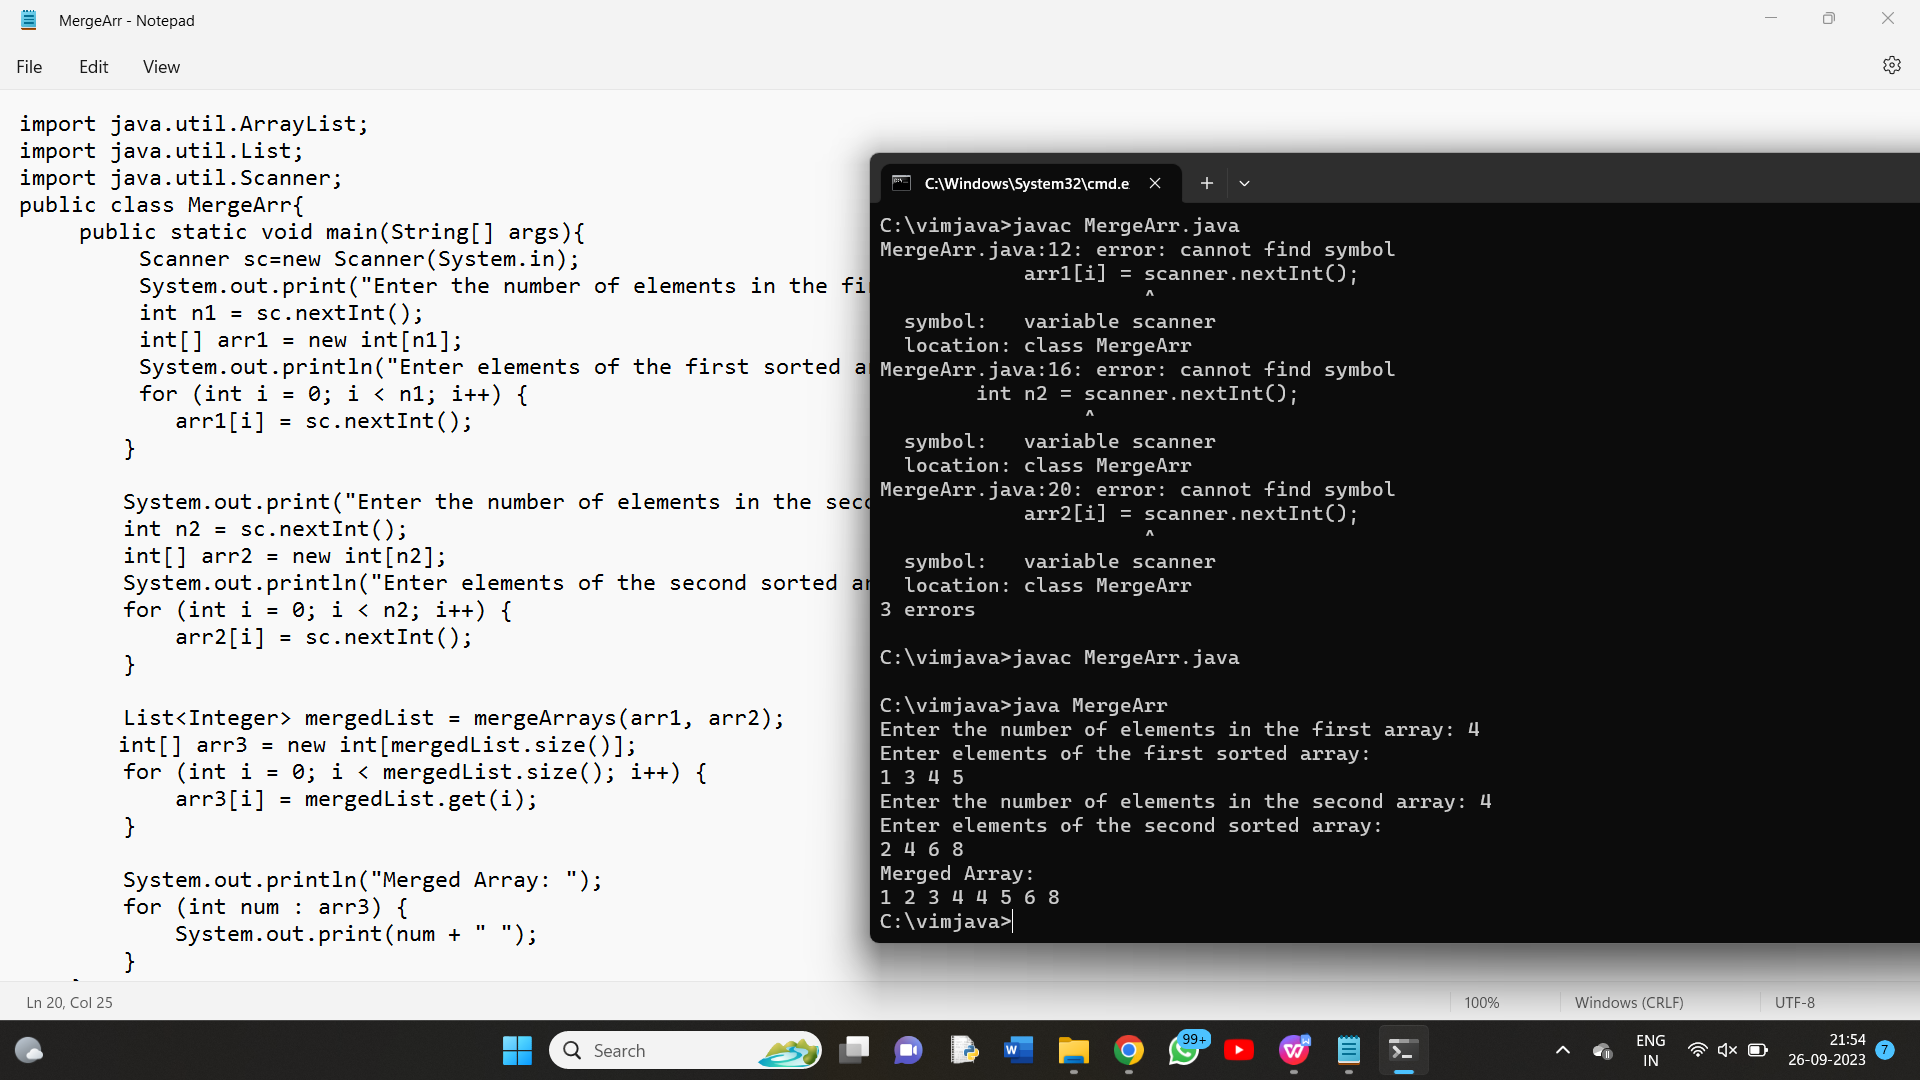 MergeArr - Notepad
File Edit View
import java.util.ArrayList;
import java.util.List;
import java.util.Scanner;
public class MergeArr{
public static void main(String[] args){
Scanner sc=new Scanner(System.in);
System.out.print("Enter the number of elements in the fi
int n1 = sc.nextInt();
int[] arr1 = new int[n1];
System.out.println("Enter elements of the first sorted a
for (int i = 0; i < n1; i++) {
arr1[i] = sc.nextInt();
}
System.out.print("Enter the number of elements in the sec
int n2 = sc.nextInt();
int[] arr2 = new int[n2];
System.out.println("Enter elements of the second sorted a
for (int i = 0; i < n2; i++) {
arr2[i] = sc.nextInt();
}
List<Integer> mergedList = mergeArrays(arr1, arr2);
int[] arr3 = new int[mergedList.size()];
for (int i = 0; i < mergedList.size(); i++) {
arr3[i] = mergedList.get(i);
}
System.out.println("Merged Array: ");
for (int num : arr3) {
System.out.print(num + " ");
}
C:\Windows\System32\cmd.e
C:\vimjava>javac MergeArr.java
MergeArr.java:12: error: cannot find symbol
arr1[i] = scanner.nextInt();
^
symbol:   variable scanner
location: class MergeArr
MergeArr.java:16: error: cannot find symbol
int n2 = scanner.nextInt();
^
symbol:   variable scanner
location: class MergeArr
MergeArr.java:20: error: cannot find symbol
arr2[i] = scanner.nextInt();
^
symbol:   variable scanner
location: class MergeArr
3 errors
C:\vimjava>javac MergeArr.java
C:\vimjava>java MergeArr
Enter the number of elements in the first array: 4
Enter elements of the first sorted array:
1 3 4 5
Enter the number of elements in the second array: 4
Enter elements of the second sorted array:
2 4 6 8
Merged Array:
1 2 3 4 4 5 6 8
C:\vimjava>
Ln 20, Col 25 100% Windows (CRLF) UTF-8
Search
W
99+
ENG
IN
21:54
26-09-2023
7